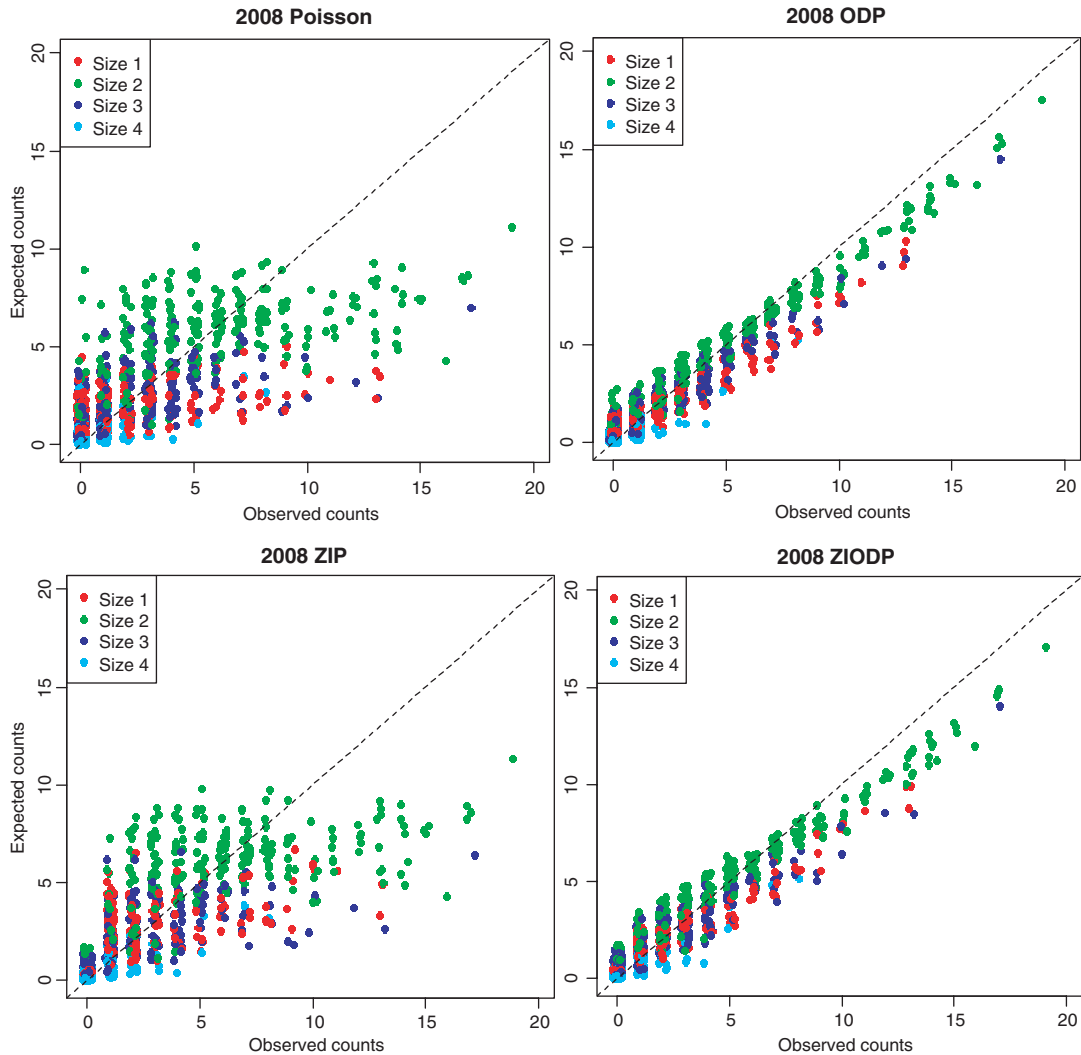 2008 Poisson
Size 1
Size 2
Size 3
Size 4
Expected counts
20
15
10
5
0
0 5 10 15 20
Observed counts
2008 ODP
Size 1
Size 2
Size 3
Size 4
20
15
10
5
0
0 5 10 15 20
Observed counts
2008 ZIP
Size 1
Size 2
Size 3
Size 4
Expected counts
20
15
10
5
0
0 5 10 15 20
Observed counts
2008 ZIODP
Size 1
Size 2
Size 3
Size 4
20
15
10
5
0
0 5 10 15 20
Observed counts